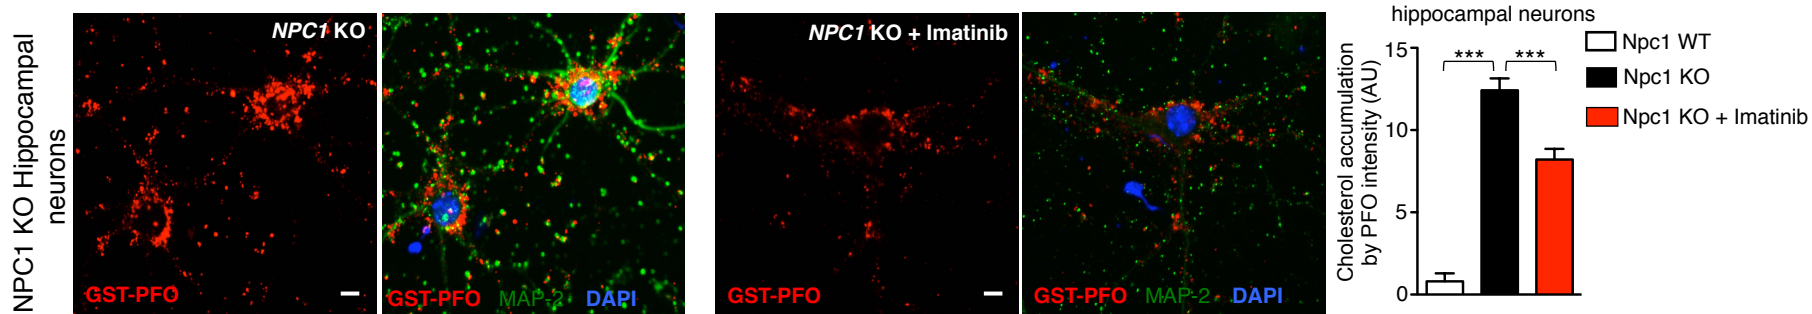 NPC1 KO Hippocampal
neurons
NPC1 KO
GST-PFO
GST-PFO MAP-2 DAPI
NPC1 KO + Imatinib
GST-PFO
GST-PFO MAP-2 DAPI
hippocampal neurons
Cholesterol accumulation
by PFO intensity (AU)
15
10
5
0
*** ***
Npc1 WT
Npc1 KO
Npc1 KO + Imatinib